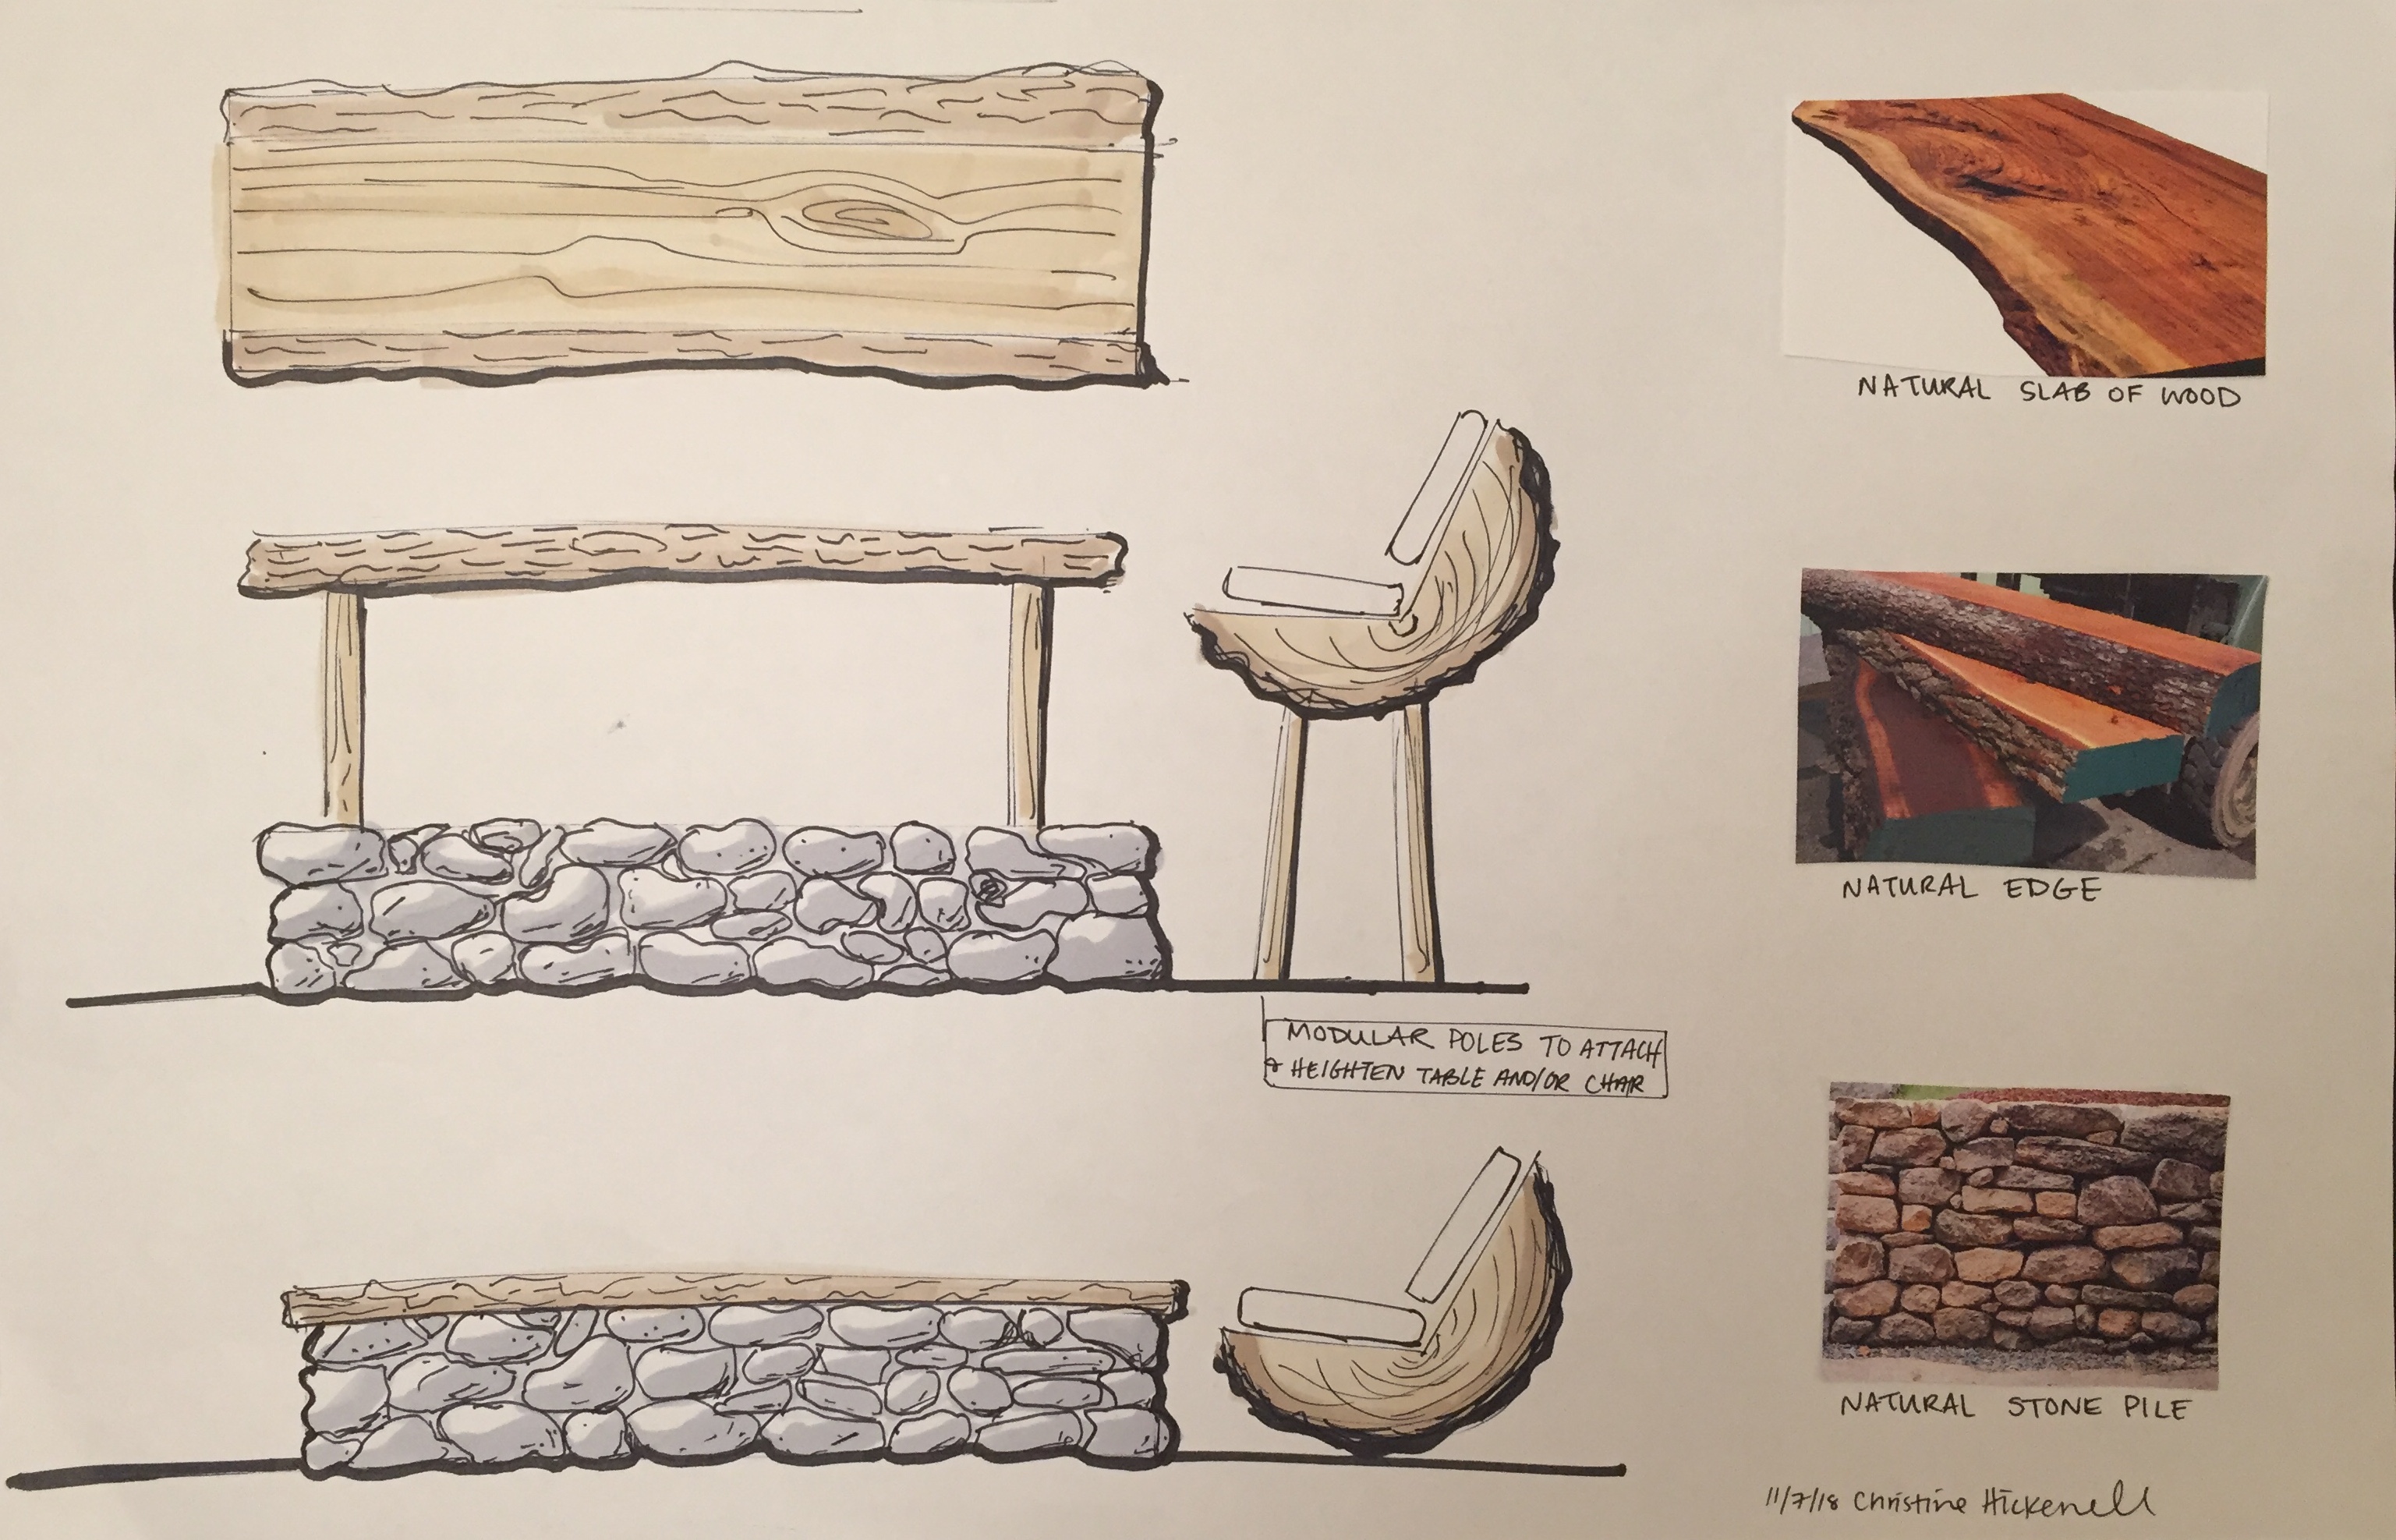 NATURAL SLAB OF WOOD
NATURAL EDGE
MODULAR POLES TO ATTACH
& HEIGHTEN TABLE AND/OR CHAIR
NATURAL STONE PILE
11/7/18 Christine Hickenell